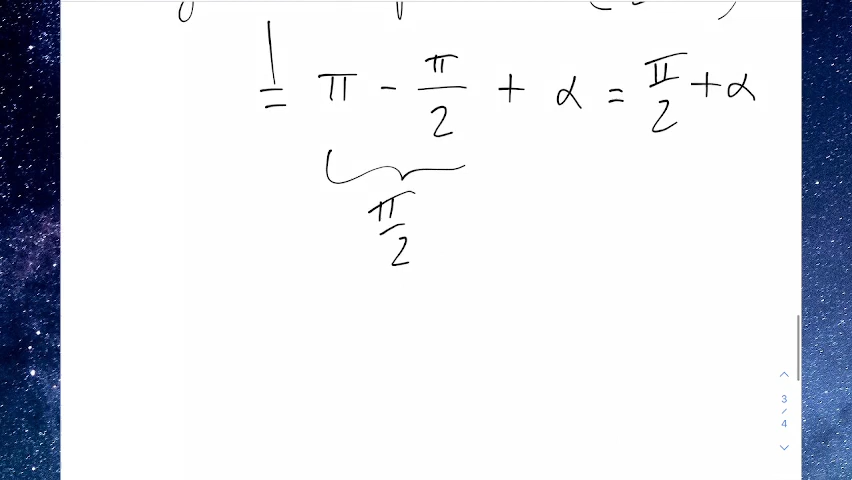 = π - π/2 + α = π/2 + α
π/2
3
/
4